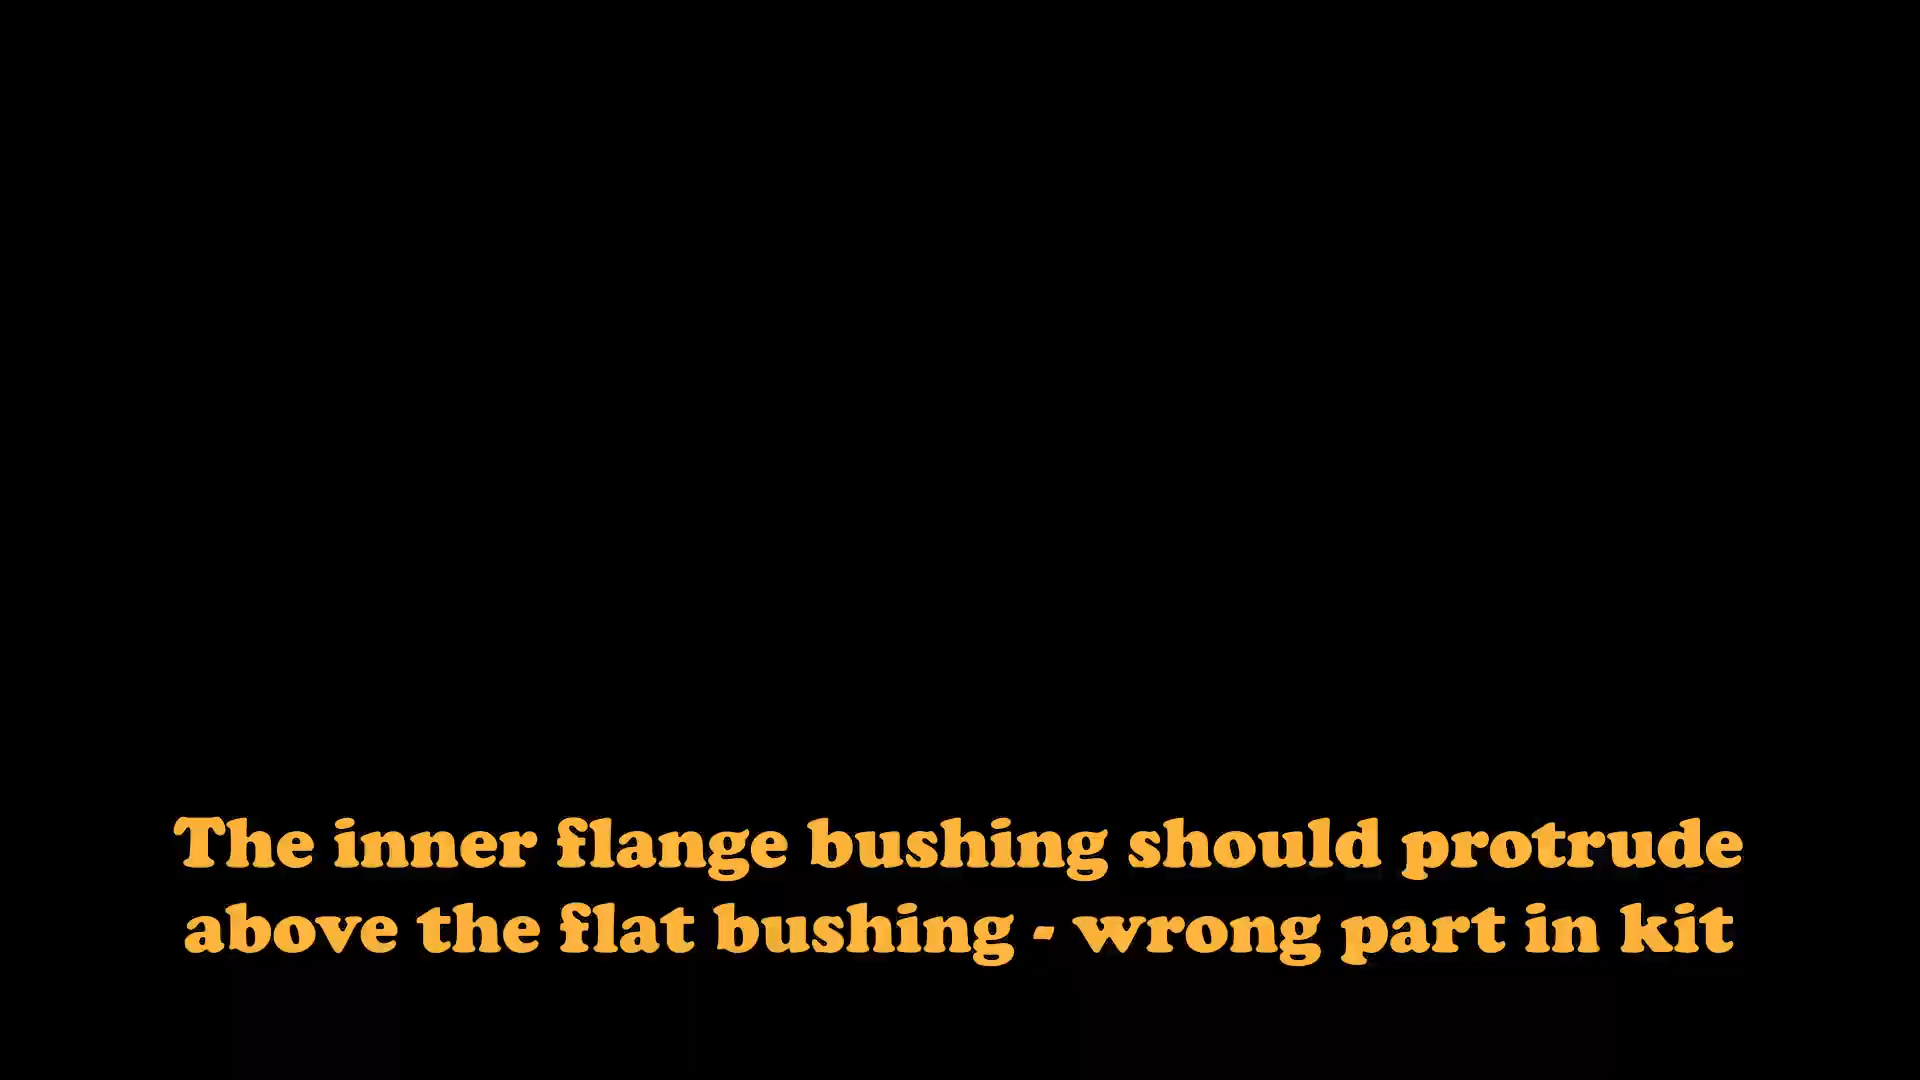 The inner flange bushing should protrude
above the flat bushing - wrong part in kit